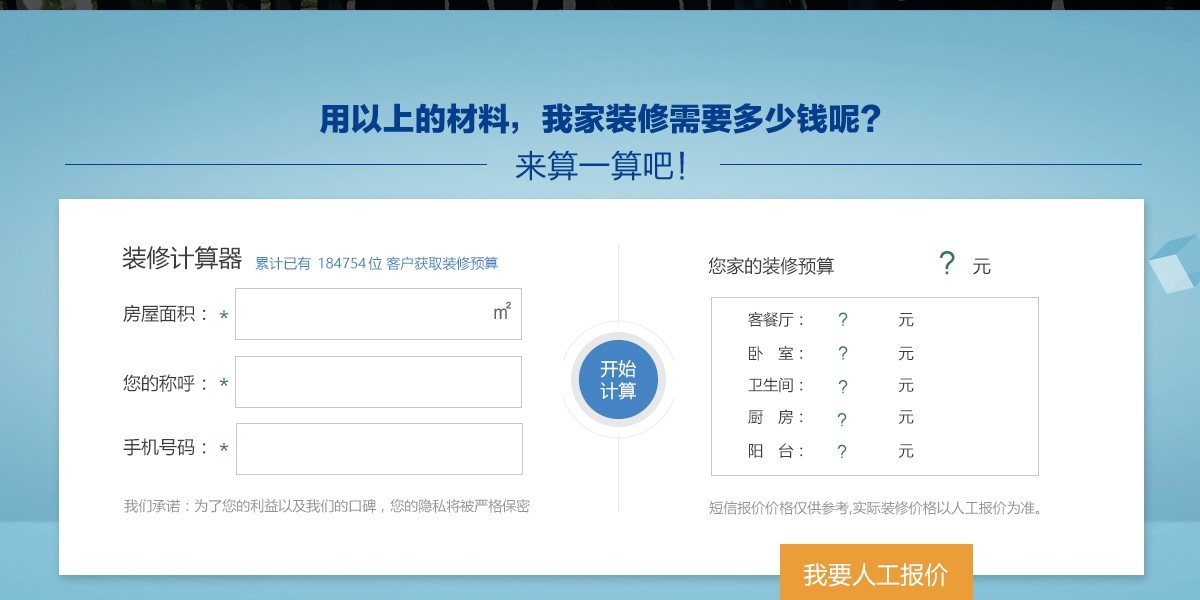 用以上的材料，我家装修需要多少钱呢？
来算一算吧！
装修计算器 累计已有 184754位 客户获取装修预算
房屋面积：* ㎡
您的称呼：*
手机号码：*
我们承诺：为了您的利益以及我们的口碑，您的隐私将被严格保密
开始
计算
您家的装修预算 ? 元
客餐厅： ? 元
卧 室： ? 元
卫生间： ? 元
厨 房： ? 元
阳 台： ? 元
短信报价价格仅供参考,实际装修价格以人工报价为准。
我要人工报价